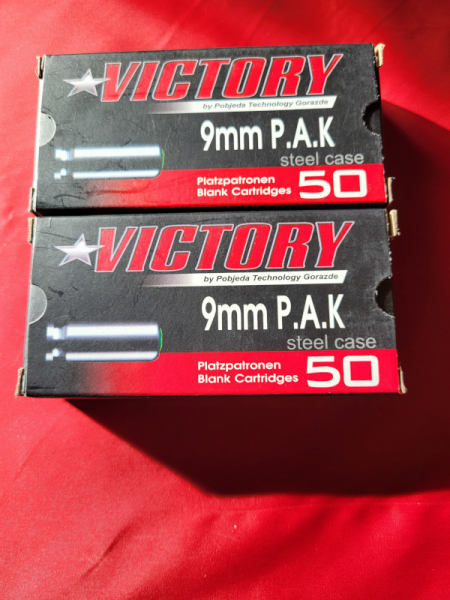 VICTORY
by Pobjeda Technology Gorazde
9mm P.A.K
steel case
Platzpatronen
Blank Cartridges 50
VICTORY
by Pobjeda Technology Gorazde
9mm P.A.K
steel case
Platzpatronen
Blank Cartridges 50